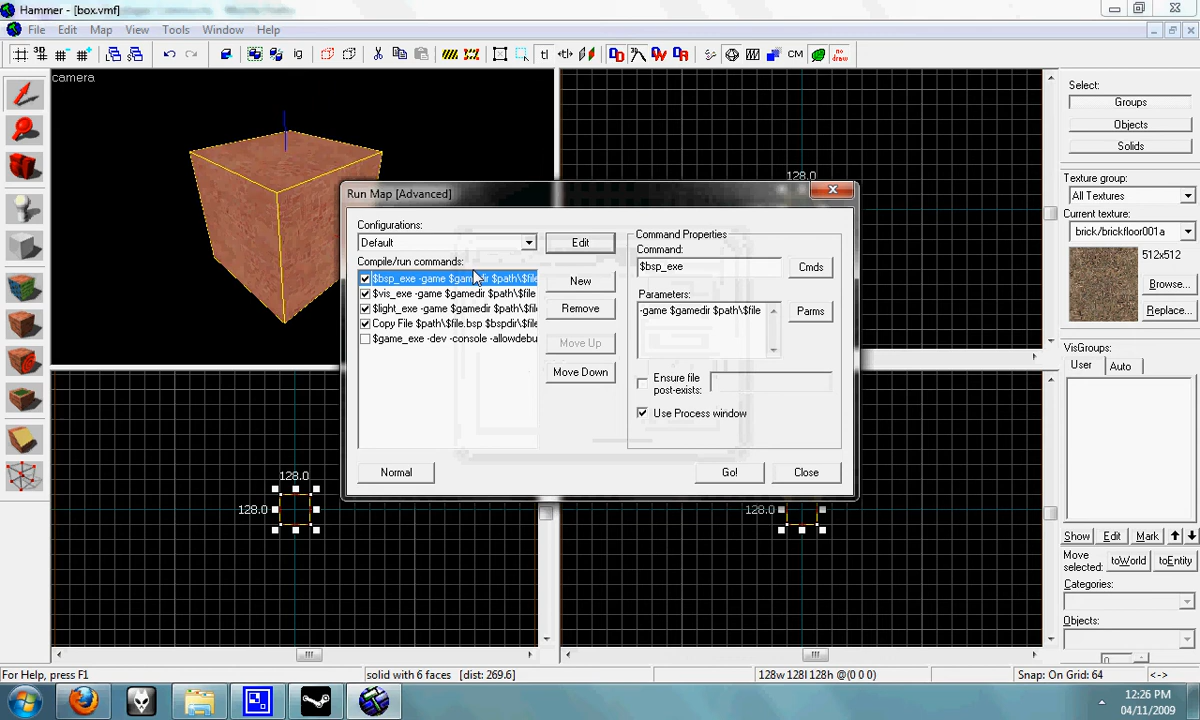 Hammer - [box.vmf]
File Edit Map View Tools Window Help
camera
128.0
Run Map [Advanced]
Configurations:
Default
Edit
Compile/run commands:
$bsp_exe -game $gamedir $path\$file
$vis_exe -game $gamedir $path\$file
$light_exe -game $gamedir $path\$file
Copy File $path\$file.bsp $bspdir\$file
$game_exe -dev -console -allowdebu
New
Remove
Move Up
Move Down
Command Properties
Command:
$bsp_exe
Cmds
Parameters:
-game $gamedir $path\$file
Parms
Ensure file
post-exists:
Use Process window
Normal
Go!
Close
128.0
128.0
128.0
Select:
Groups
Objects
Solids
Texture group:
All Textures
Current texture:
brick/brickfloor001a
512x512
Browse...
Replace...
VisGroups:
User Auto
Show Edit Mark
Move
selected:
toWorld toEntity
Categories:
Objects:
0
For Help, press F1
solid with 6 faces [dist: 269.6]
128w 128l 128h @(0 0 0)
Snap: On Grid: 64
<->
12:26 PM
04/11/2009